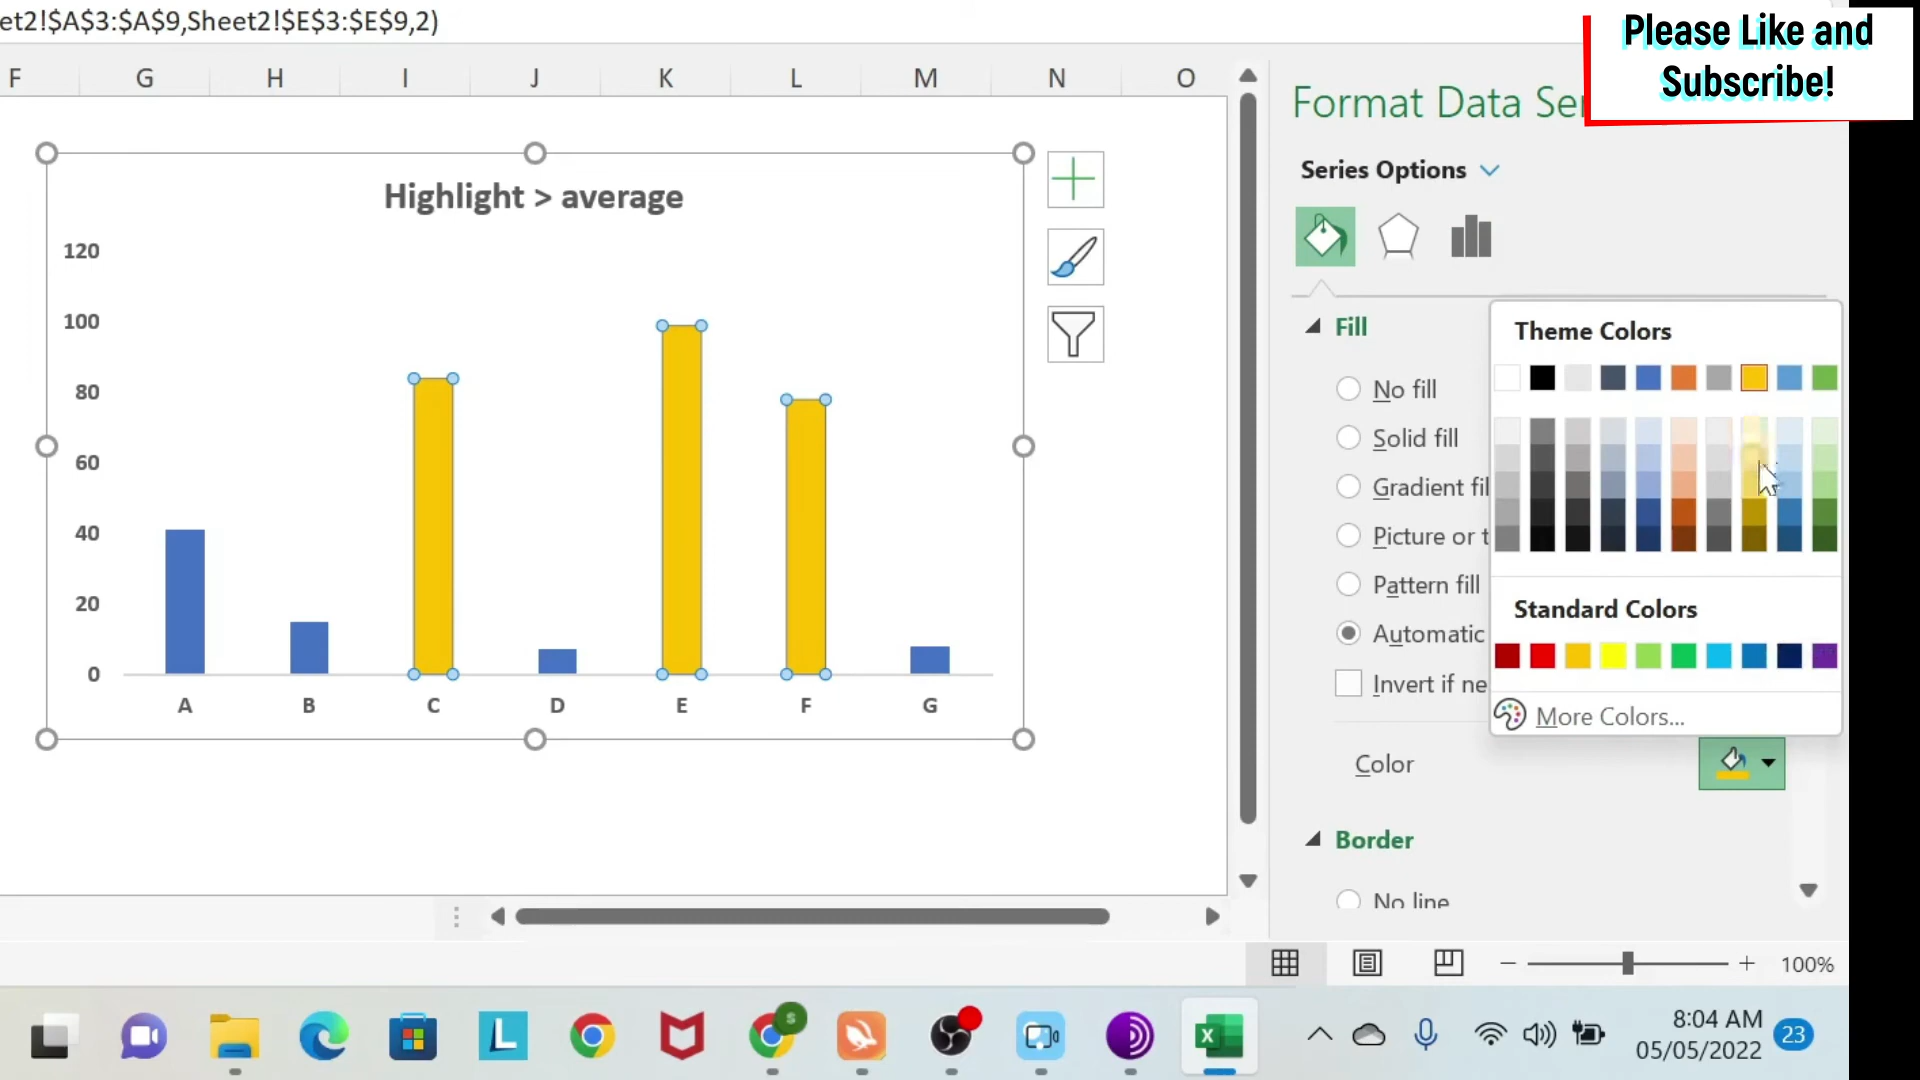 et2!$A$3:$A$9,Sheet2!$E$3:$E$9,2)
Please Like and
Subscribe!
F G H I J K L M N O
Format Data Se
Series Options
Highlight > average
120
100
80
60
40
20
0
A B C D E F G
Fill
No fill
Solid fill
Gradient fil
Picture or t
Pattern fill
Automatic
Invert if ne
Color
Border
No line
Theme Colors
Standard Colors
More Colors...
100%
L
S
X
8:04 AM
05/05/2022
23